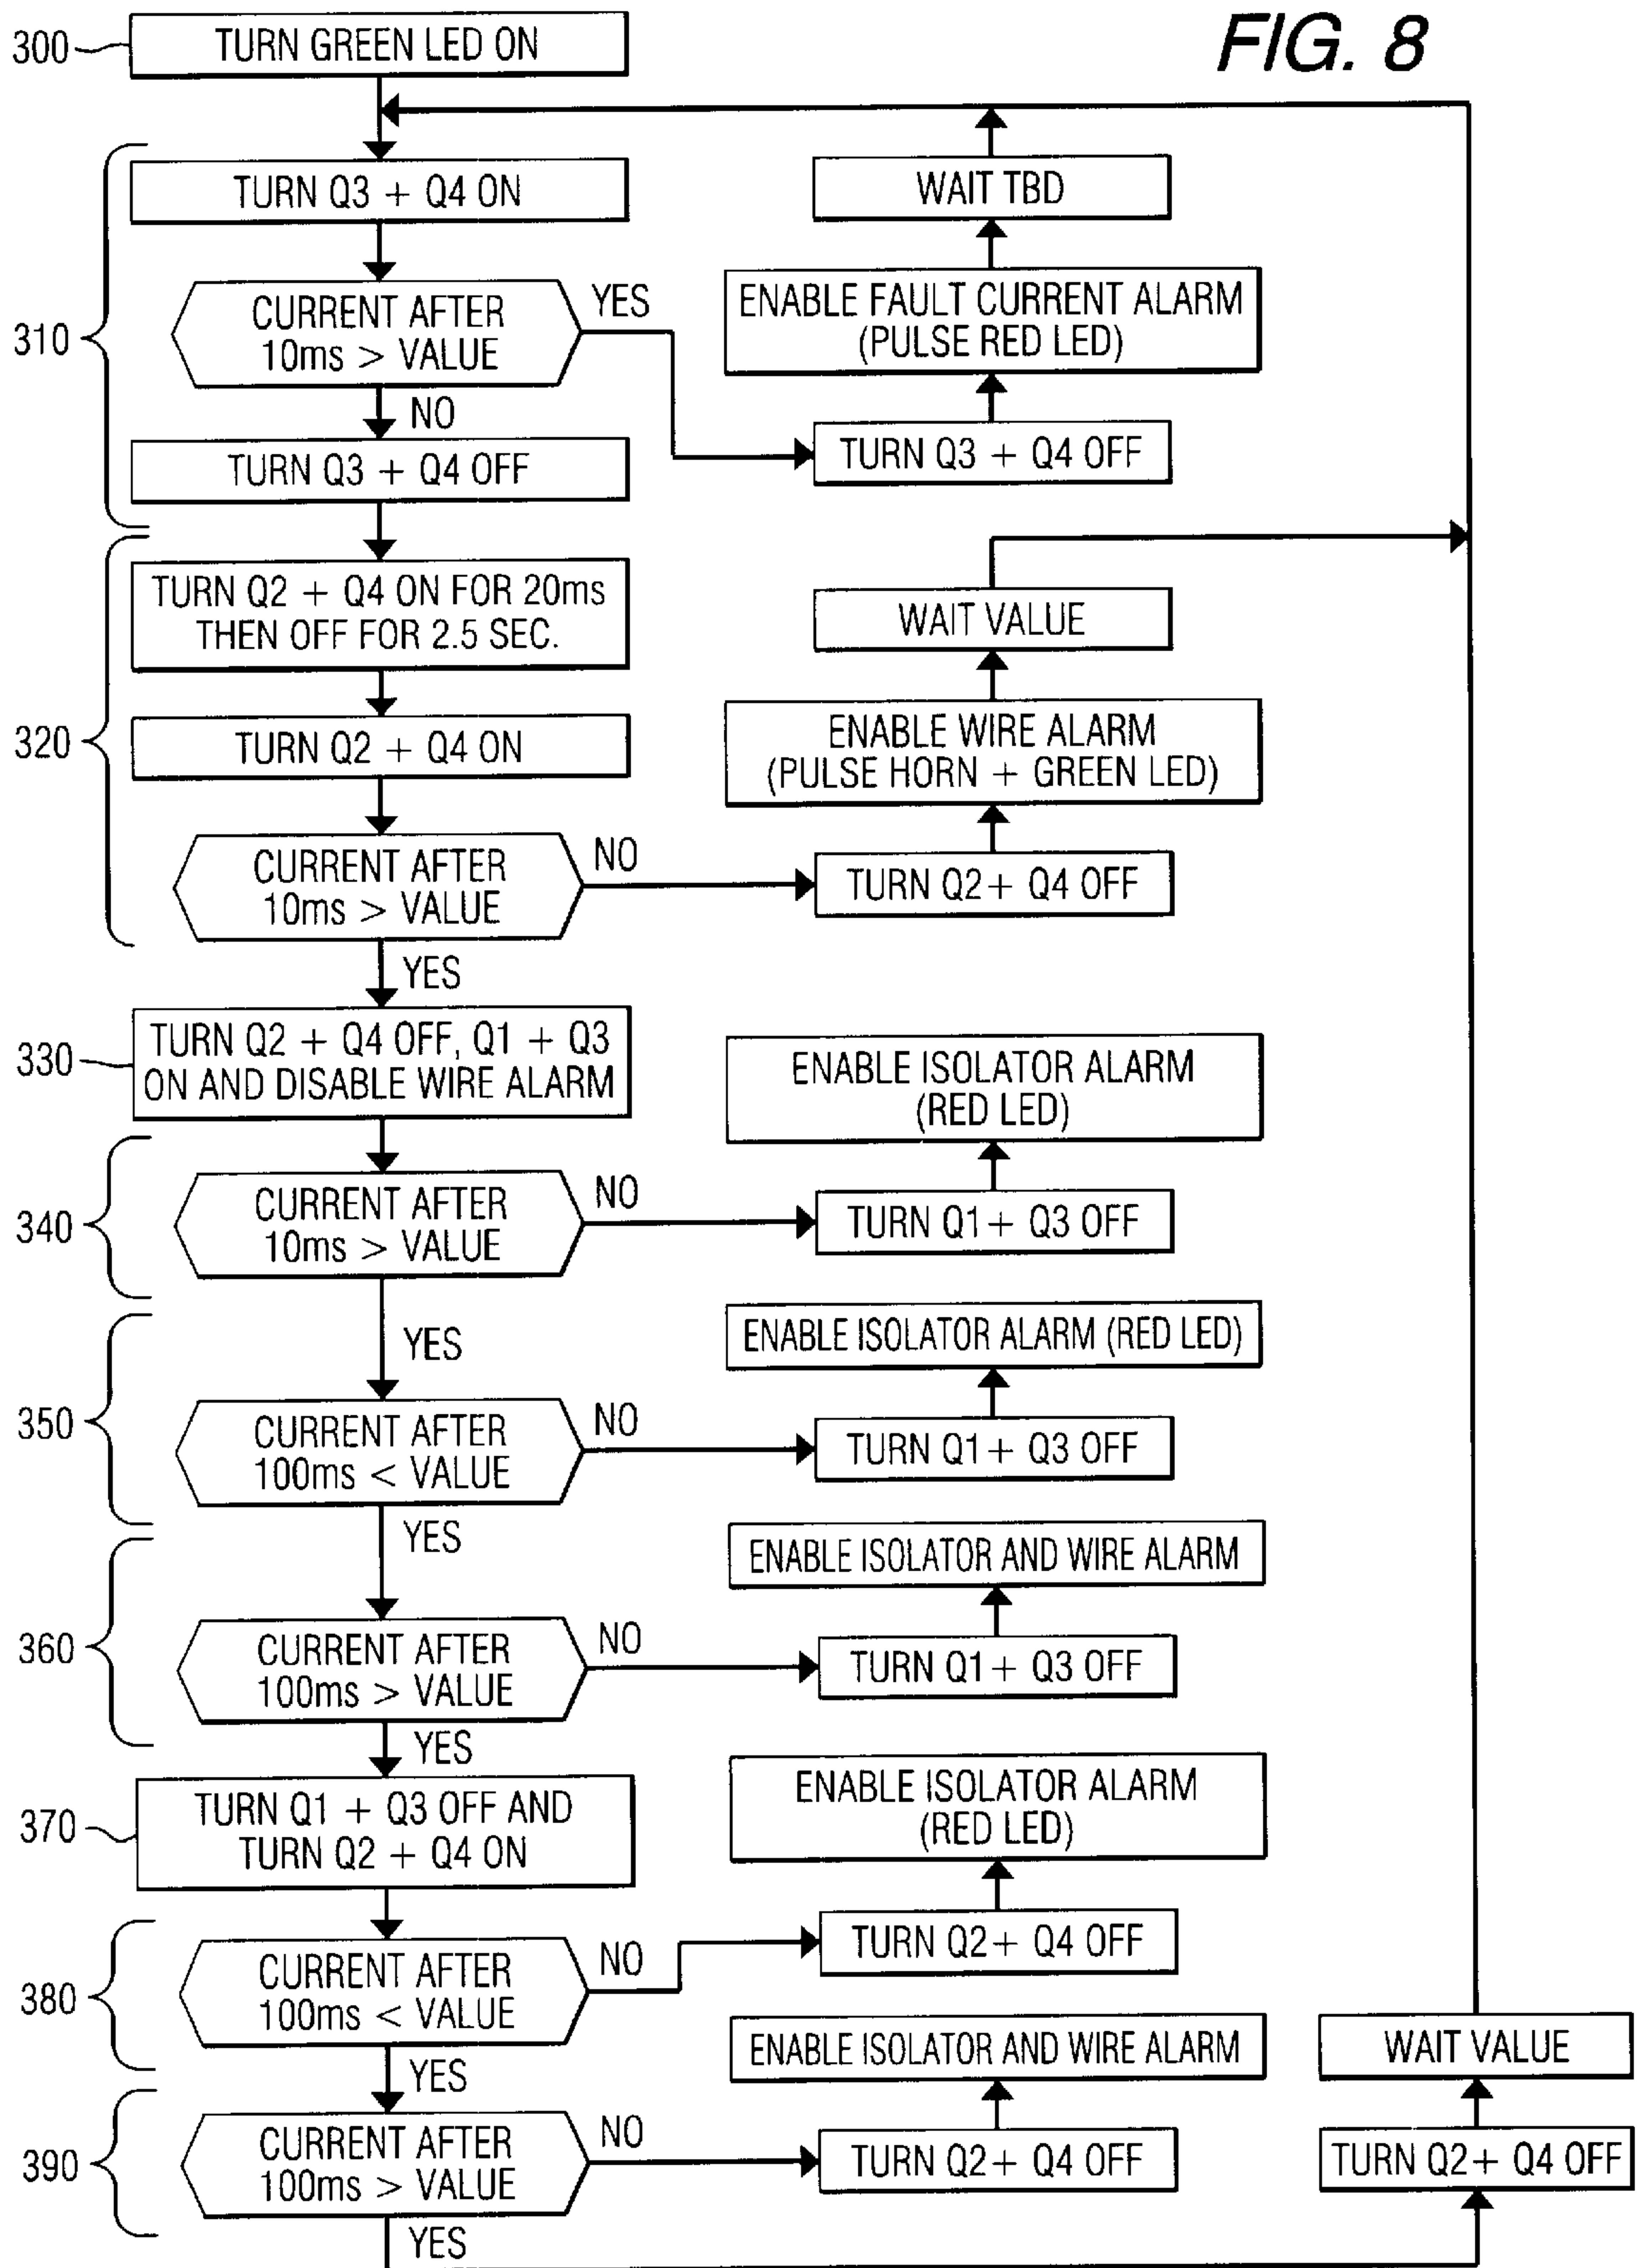 FIG. 8
300
TURN GREEN LED ON
310
TURN Q3 + Q4 ON
CURRENT AFTER
10ms > VALUE
YES
NO
TURN Q3 + Q4 OFF
WAIT TBD
ENABLE FAULT CURRENT ALARM
(PULSE RED LED)
TURN Q3 + Q4 OFF
320
TURN Q2 + Q4 ON FOR 20ms
THEN OFF FOR 2.5 SEC.
TURN Q2 + Q4 ON
CURRENT AFTER
10ms > VALUE
NO
YES
WAIT VALUE
ENABLE WIRE ALARM
(PULSE HORN + GREEN LED)
TURN Q2+ Q4 OFF
330
TURN Q2 + Q4 OFF, Q1 + Q3
ON AND DISABLE WIRE ALARM
340
CURRENT AFTER
10ms > VALUE
NO
YES
ENABLE ISOLATOR ALARM
(RED LED)
TURN Q1+ Q3 OFF
350
CURRENT AFTER
100ms < VALUE
NO
YES
ENABLE ISOLATOR ALARM (RED LED)
TURN Q1+ Q3 OFF
360
CURRENT AFTER
100ms > VALUE
NO
YES
ENABLE ISOLATOR AND WIRE ALARM
TURN Q1+ Q3 OFF
370
TURN Q1 + Q3 OFF AND
TURN Q2 + Q4 ON
380
CURRENT AFTER
100ms < VALUE
NO
YES
ENABLE ISOLATOR ALARM
(RED LED)
TURN Q2+ Q4 OFF
390
CURRENT AFTER
100ms > VALUE
NO
YES
ENABLE ISOLATOR AND WIRE ALARM
TURN Q2+ Q4 OFF
WAIT VALUE
TURN Q2+ Q4 OFF